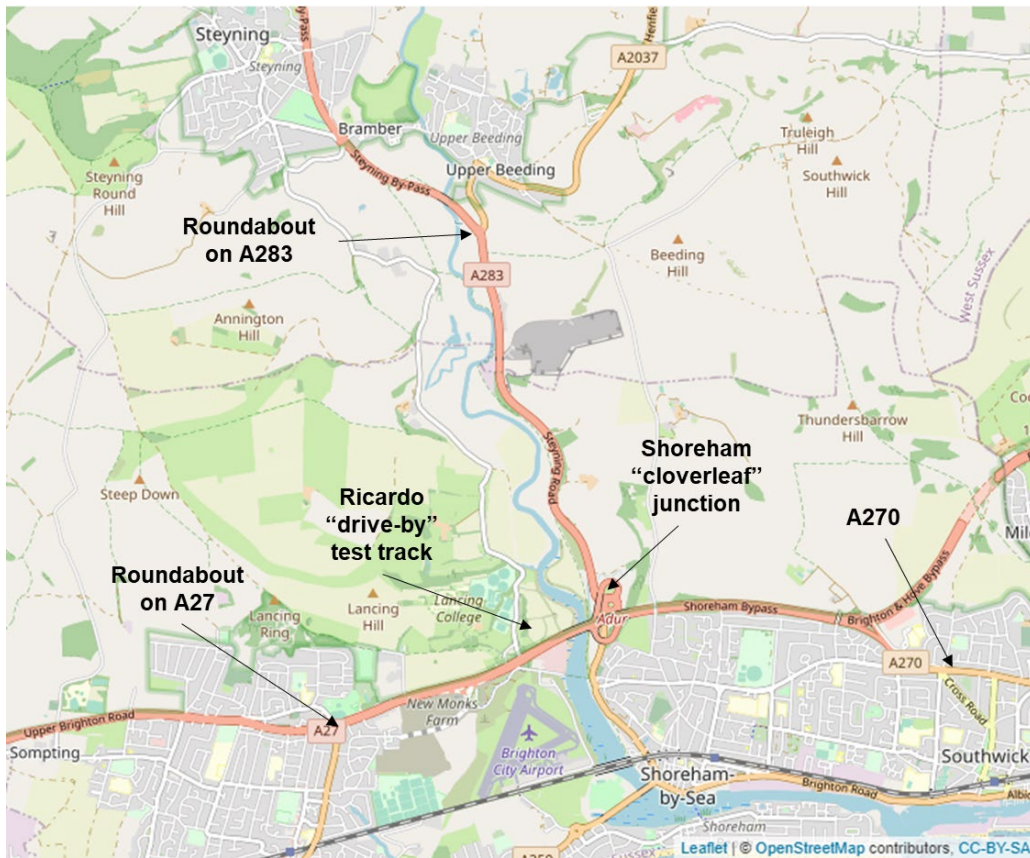 Steyning
Steyning
By-Pass
A2037
Bramber
Upper Beeding
Upper Beeding
Truleigh
Hill
Southwick
Hill
Steyning
Round
Hill
Steyning By-Pass
Roundabout
on A283
A283
Beeding
Hill
West Sussex
Annington
Hill
Thundersbarrow
Hill
Steyning Road
Shoreham
“cloverleaf”
junction
Steep Down
Ricardo
“drive-by”
test track
A270
Roundabout
on A27
Lancing
Ring
Lancing
Hill
Lancing
College
Adur
Shoreham Bypass
Brighton & Hove Bypass
A270
Cross Road
Upper Brighton Road
Sompting
A27
New Monks
Farm
Brighton
City Airport
Shoreham-
by-Sea
Southwick
Brighton Road
Shoreham
Leaflet | © OpenStreetMap contributors, CC-BY-SA